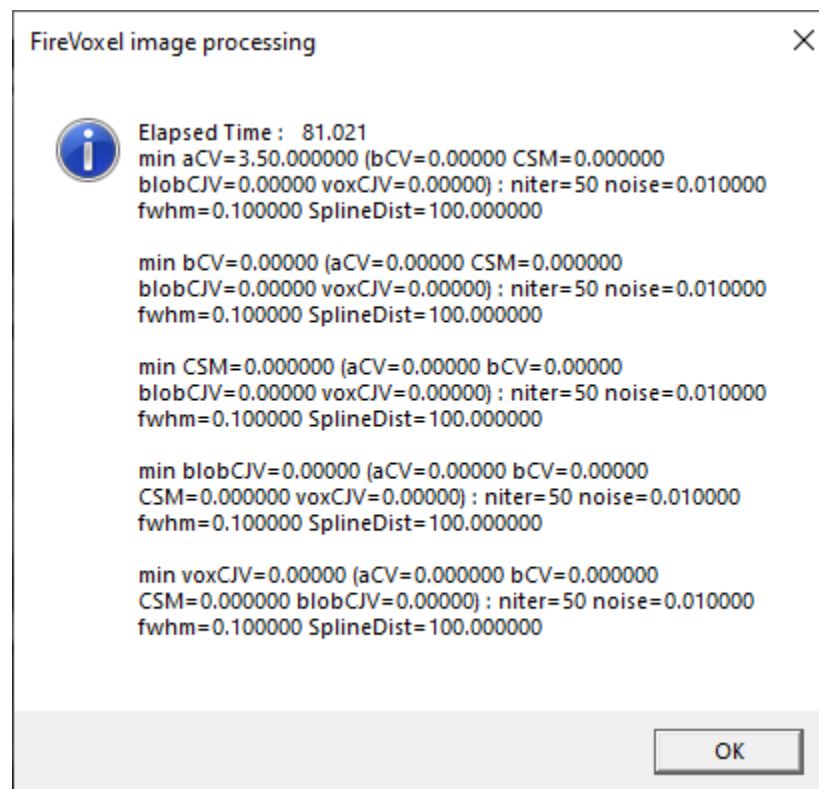 FireVoxel image processing
Elapsed Time :   81.021
min aCV=3.50.000000 (bCV=0.00000 CSM=0.000000
blobCJV=0.00000 voxCJV=0.00000) : niter=50 noise=0.010000
fwhm=0.100000 SplineDist=100.000000
min bCV=0.00000 (aCV=0.00000 CSM=0.000000
blobCJV=0.00000 voxCJV=0.00000) : niter=50 noise=0.010000
fwhm=0.100000 SplineDist=100.000000
min CSM=0.000000 (aCV=0.00000 bCV=0.00000
blobCJV=0.00000 voxCJV=0.00000) : niter=50 noise=0.010000
fwhm=0.100000 SplineDist=100.000000
min blobCJV=0.00000 (aCV=0.00000 bCV=0.00000
CSM=0.000000 voxCJV=0.00000) : niter=50 noise=0.010000
fwhm=0.100000 SplineDist=100.000000
min voxCJV=0.00000 (aCV=0.000000 bCV=0.000000
CSM=0.000000 blobCJV=0.00000) : niter=50 noise=0.010000
fwhm=0.100000 SplineDist=100.000000
OK